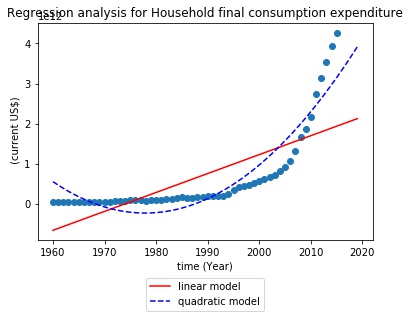 Regression analysis for Household final consumption expenditure
1e12
4
3
2
1
0
(current US$)
1960
1970
1980
1990
2000
2010
2020
time (Year)
linear model
quadratic model